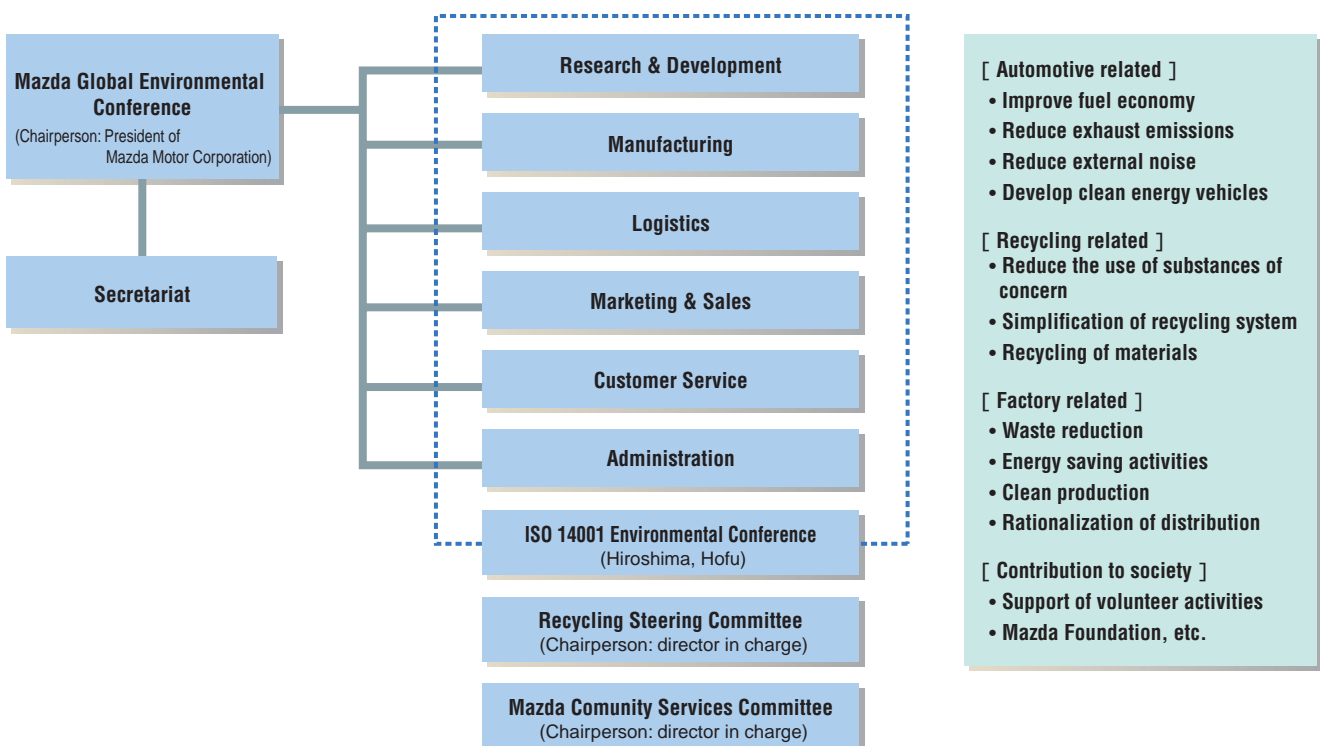 Mazda Global Environmental
Conference
(Chairperson: President of
Mazda Motor Corporation)
Secretariat
Research & Development
Manufacturing
Logistics
Marketing & Sales
Customer Service
Administration
ISO 14001 Environmental Conference
(Hiroshima, Hofu)
Recycling Steering Committee
(Chairperson: director in charge)
Mazda Comunity Services Committee
(Chairperson: director in charge)
[ Automotive related ]
• Improve fuel economy
• Reduce exhaust emissions
• Reduce external noise
• Develop clean energy vehicles
[ Recycling related ]
• Reduce the use of substances of
concern
• Simplification of recycling system
• Recycling of materials
[ Factory related ]
• Waste reduction
• Energy saving activities
• Clean production
• Rationalization of distribution
[ Contribution to society ]
• Support of volunteer activities
• Mazda Foundation, etc.